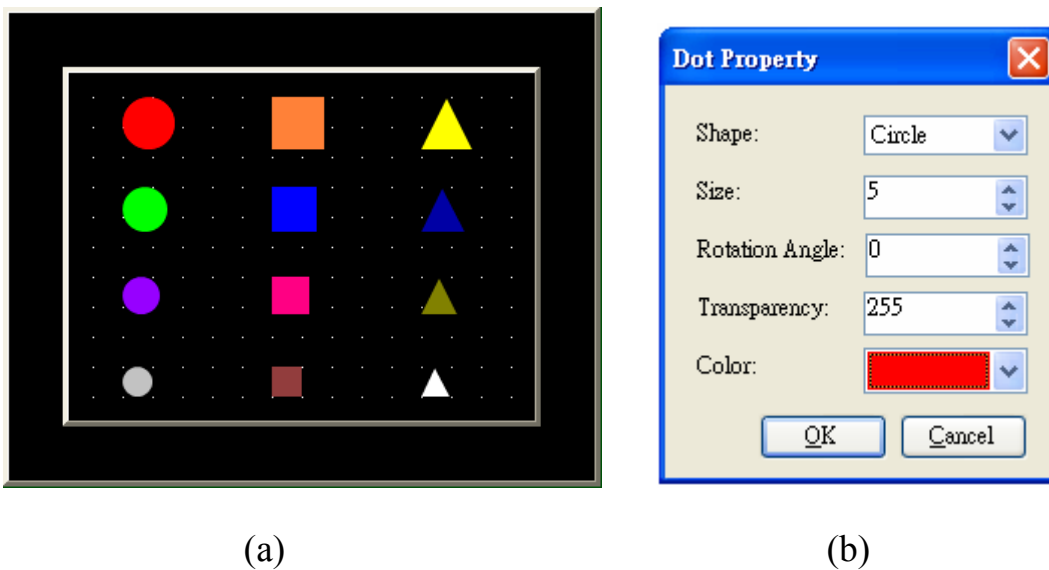 Dot Property
Shape: Circle
Size: 5
Rotation Angle: 0
Transparency: 255
Color:
OK Cancel
(a) (b)